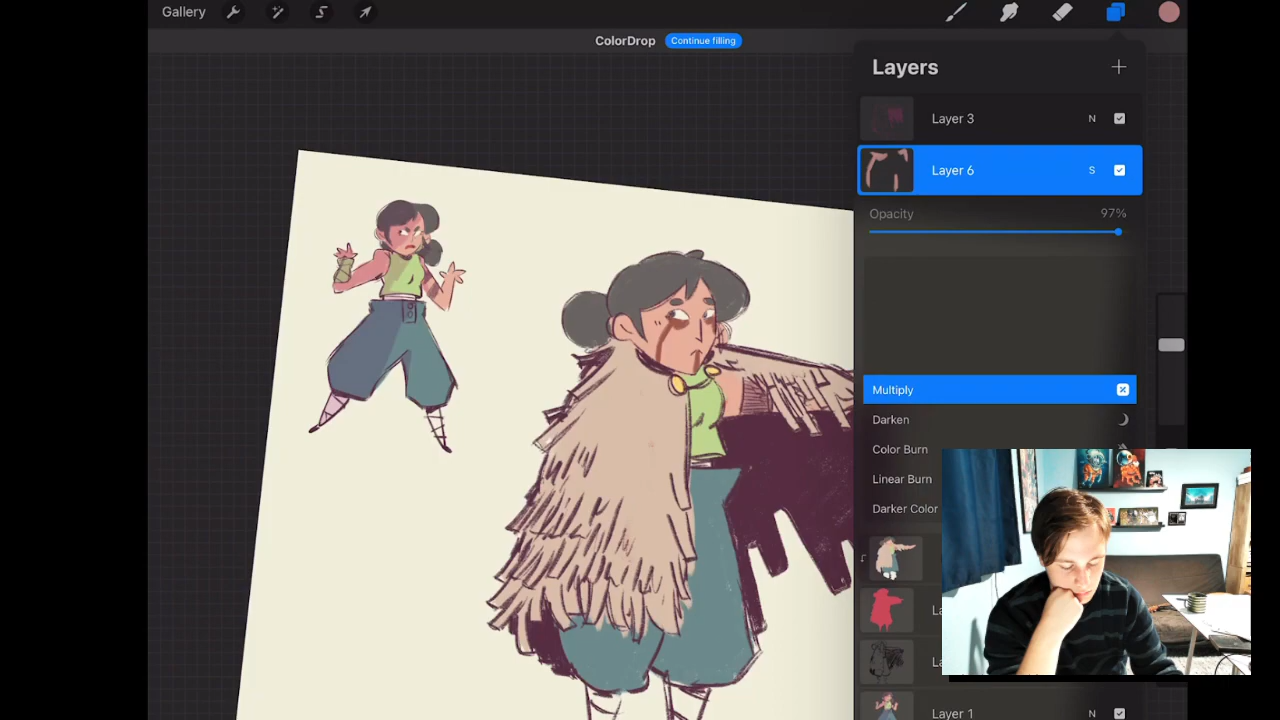 Gallery
ColorDrop Continue filling
Layers
Layer 3 N
Layer 6 S
Opacity 97%
Multiply
Darken
Color Burn
Linear Burn
Darker Color
Layer 1 N